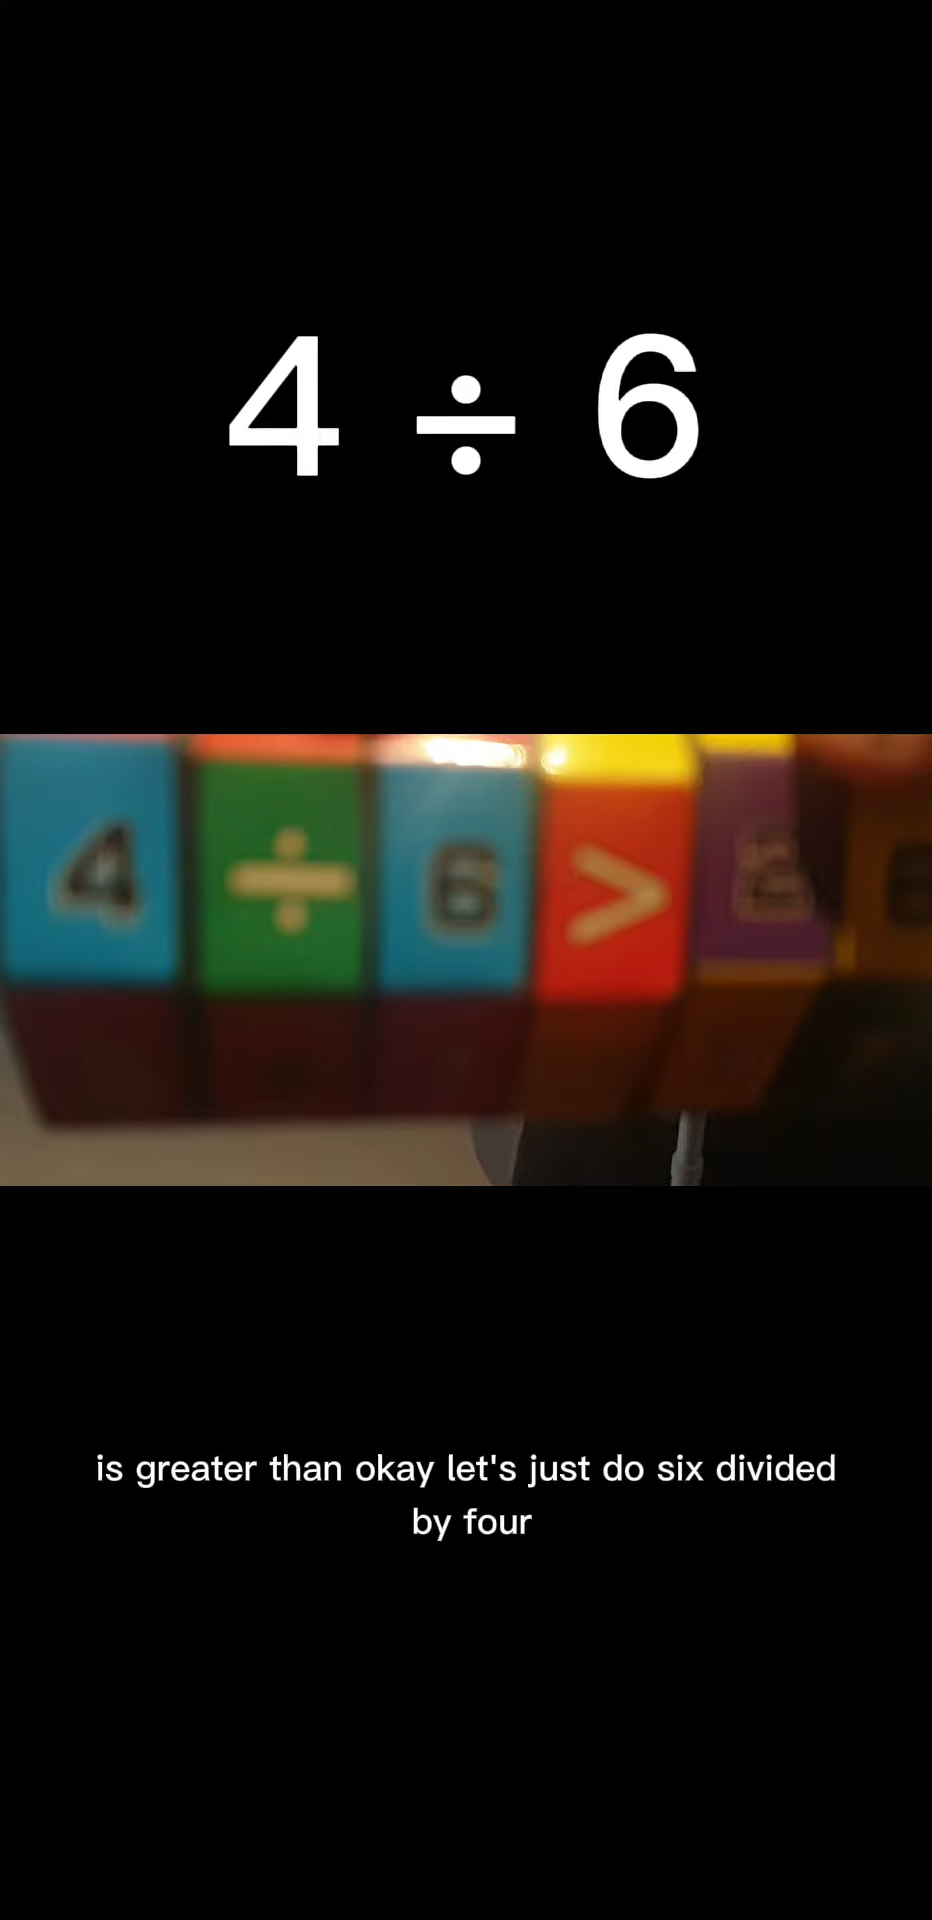 4 ÷ 6
4 ÷ 6 >
is greater than okay let's just do six divided
by four